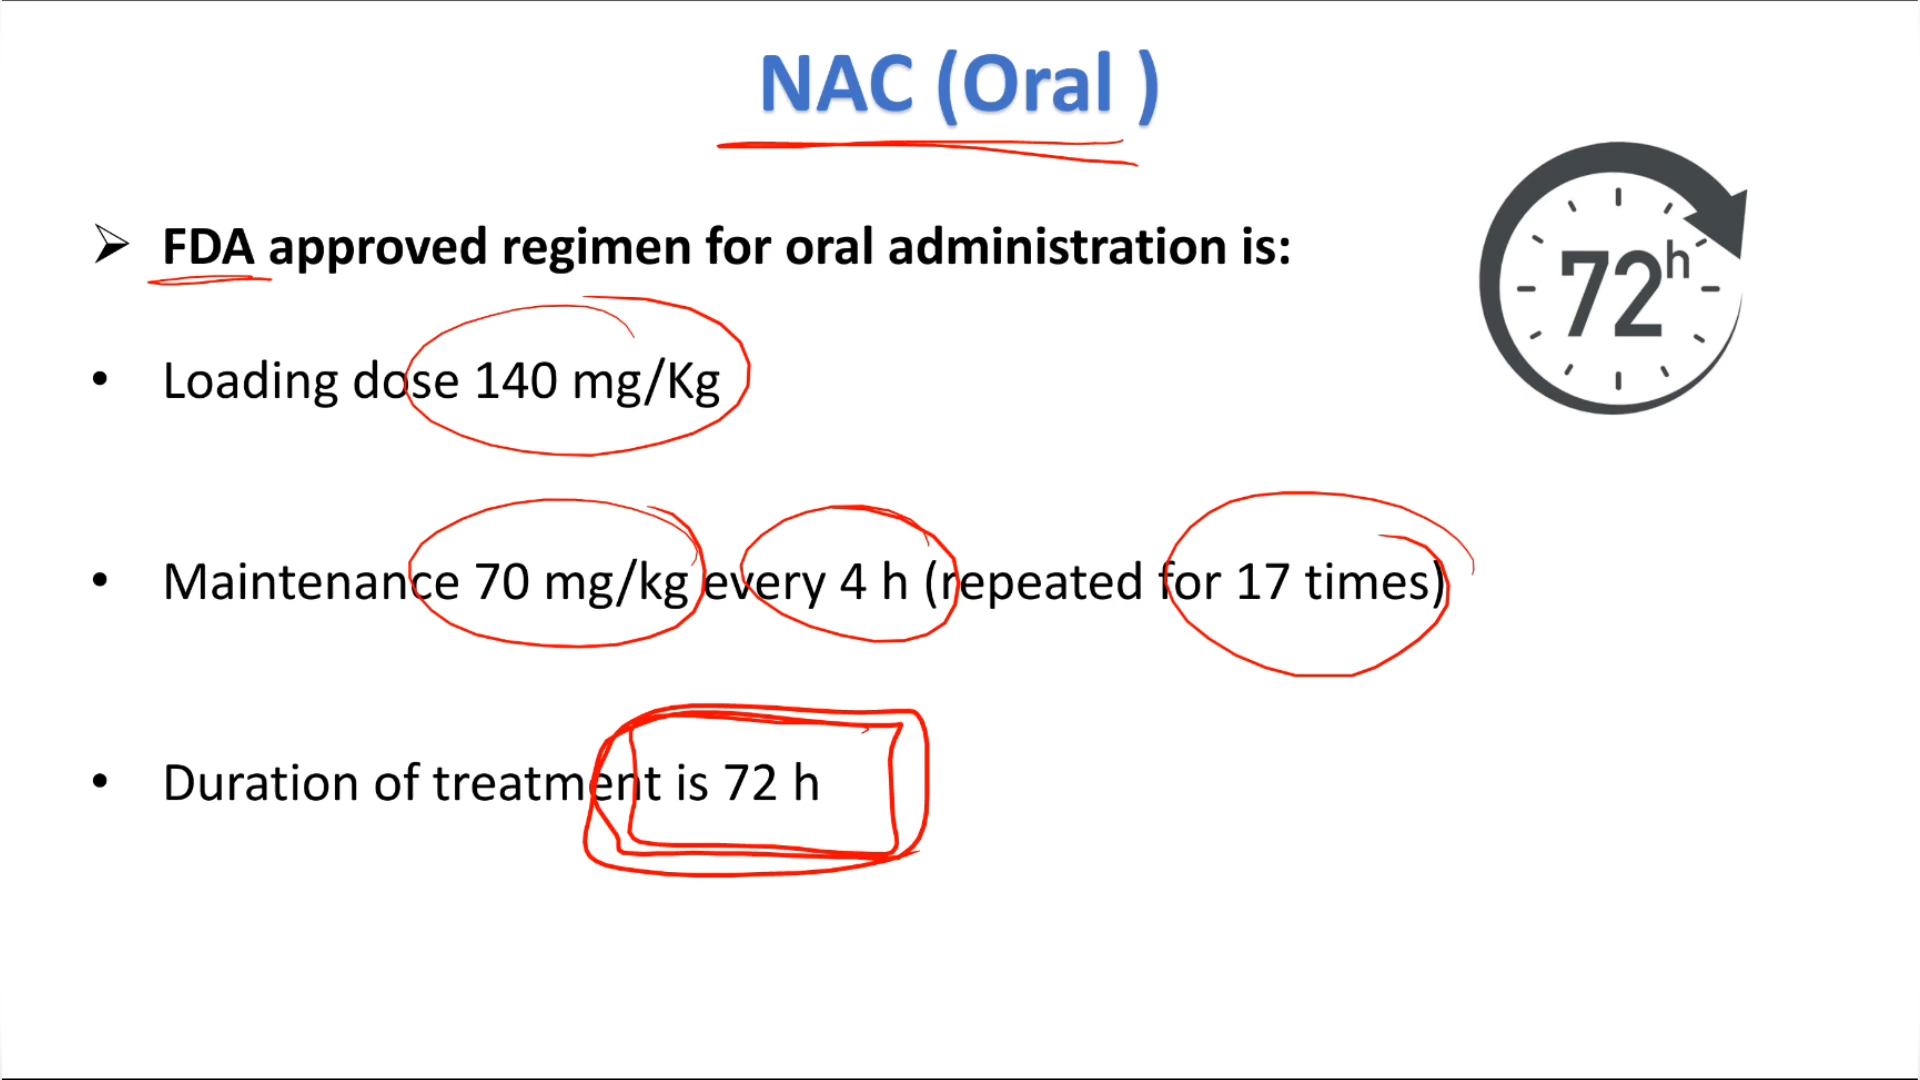 NAC (Oral )
FDA approved regimen for oral administration is:
72h
• Loading dose 140 mg/Kg
• Maintenance 70 mg/kg every 4 h (repeated for 17 times)
• Duration of treatment is 72 h